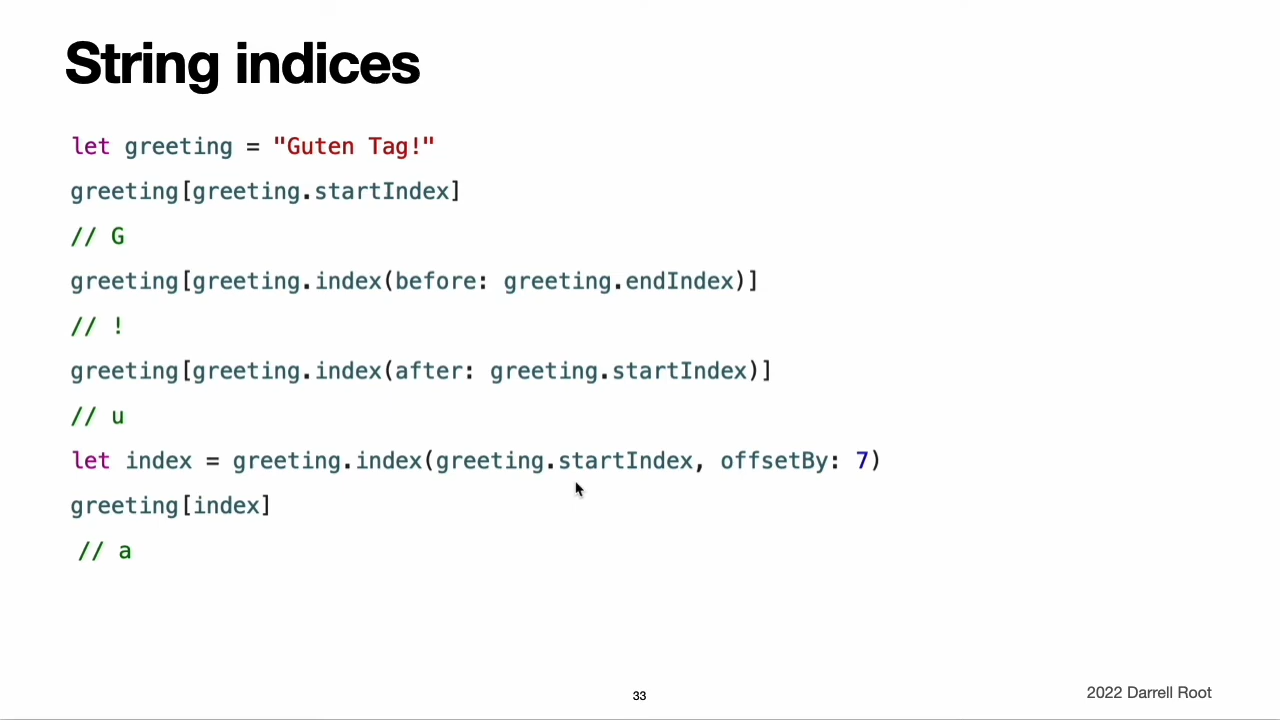 String indices
let greeting = "Guten Tag!"
greeting[greeting.startIndex]
// G
greeting[greeting.index(before: greeting.endIndex)]
// !
greeting[greeting.index(after: greeting.startIndex)]
// u
let index = greeting.index(greeting.startIndex, offsetBy: 7)
greeting[index]
// a
33
2022 Darrell Root